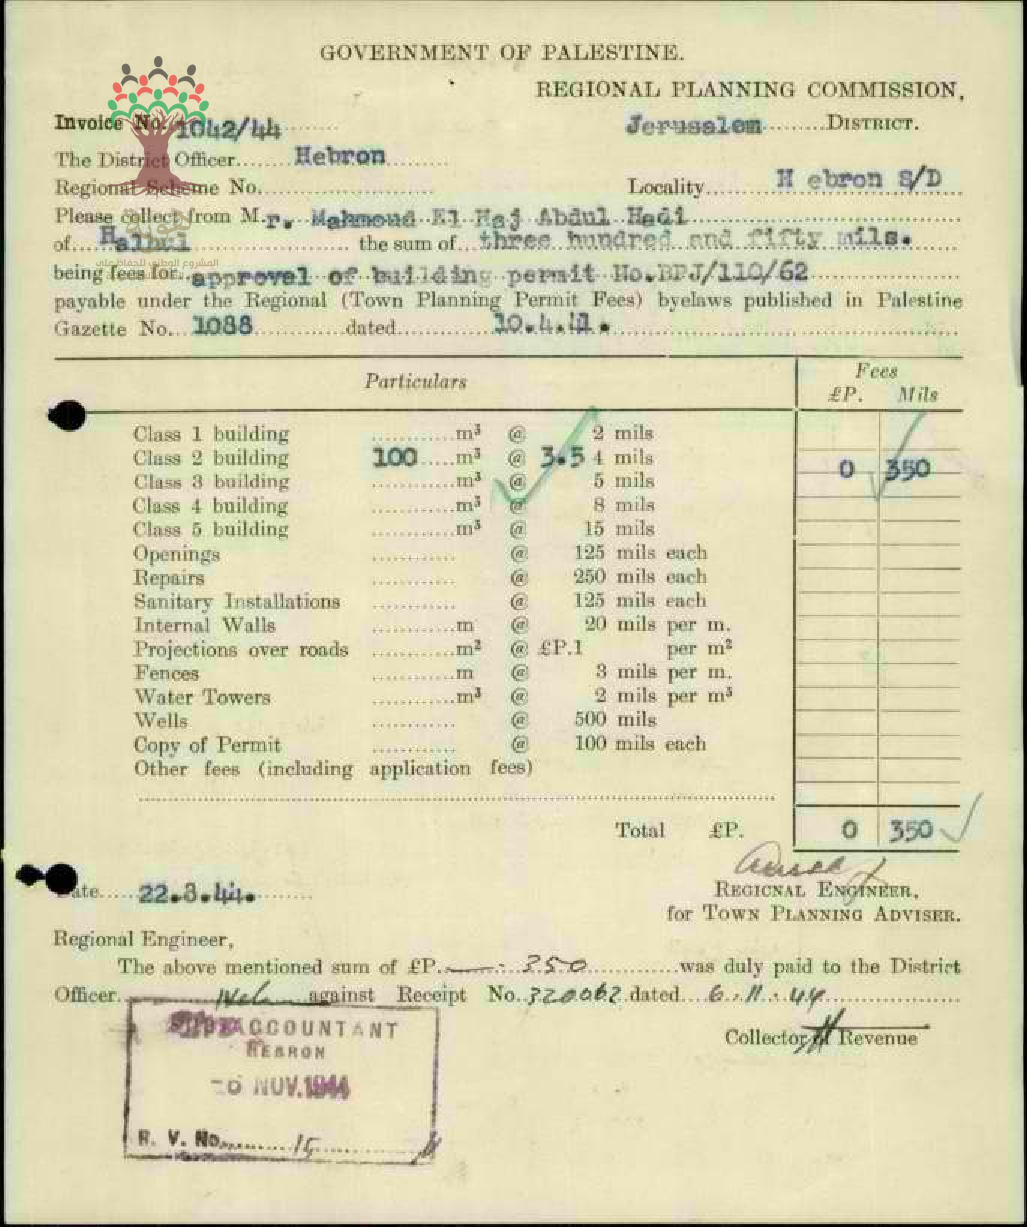 GOVERNMENT OF PALESTINE.
REGIONAL PLANNING COMMISSION,
Invoice No. 1042/44 Jerusalem DISTRICT.
The District Officer Hebron
Regional Scheme No. Locality H ebron S/D
Please collect from M.r. Mahmoud El Haj Abdul Hadi
of Halhul the sum of three hundred and fifty mils.
المشروع الوطني للحفاظ على
being fees for approval of building permit No.BPJ/110/62
payable under the Regional (Town Planning Permit Fees) byelaws published in Palestine
Gazette No. 1088 dated 10.4.41.
Particulars Fees
£P. Mils
Class 1 building m³ @ 2 mils
Class 2 building 100 m³ @ 3.5 4 mils 0 350
Class 3 building m³ @ 5 mils
Class 4 building m³ @ 8 mils
Class 5 building m³ @ 15 mils
Openings @ 125 mils each
Repairs @ 250 mils each
Sanitary Installations @ 125 mils each
Internal Walls m @ 20 mils per m.
Projections over roads m² @ £P.1 per m²
Fences m @ 3 mils per m.
Water Towers m³ @ 2 mils per m³
Wells @ 500 mils
Copy of Permit @ 100 mils each
Other fees (including application fees)
Total £P. 0 350
Date 22.8.44.
REGIONAL ENGINEER,
for TOWN PLANNING ADVISER.
Regional Engineer,
The above mentioned sum of £P. — . 350 was duly paid to the District
Officer against Receipt No. 320062 dated 6.11.44
Collector of Revenue
ACCOUNTANT
HEBRON
-6 NOV.1944
R. V. No. 15